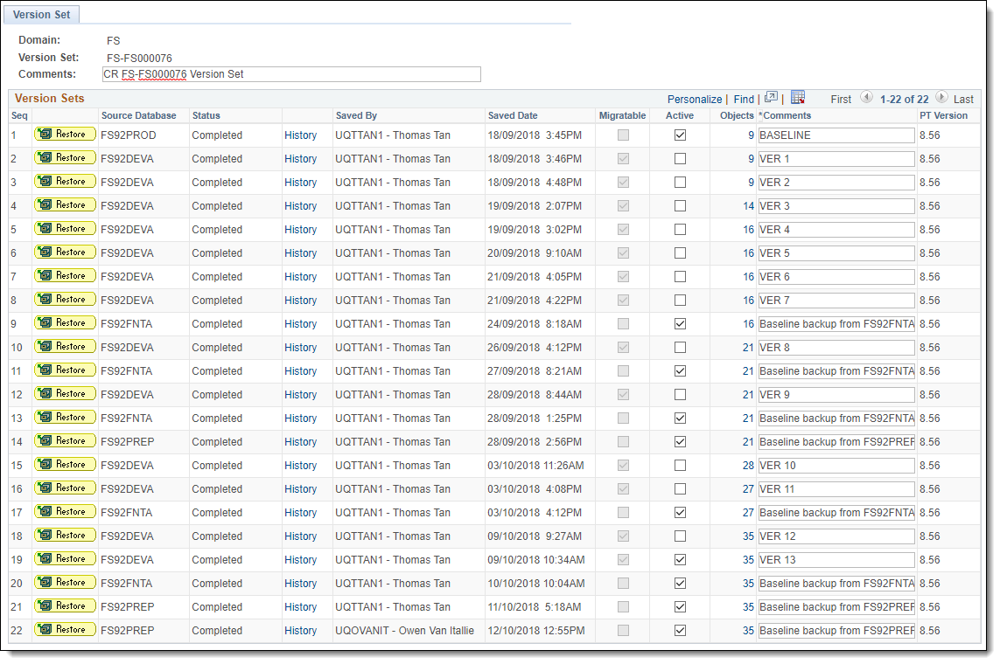 Version Set
Domain: FS
Version Set: FS-FS000076
Comments: CR FS-FS000076 Version Set
Version Sets Personalize | Find | | First 1-22 of 22 Last
Seq Source Database Status Saved By Saved Date Migratable Active Objects *Comments PT Version
1 Restore FS92PROD Completed History UQTTAN1 - Thomas Tan 18/09/2018 3:45PM 9 BASELINE 8.56
2 Restore FS92DEVA Completed History UQTTAN1 - Thomas Tan 18/09/2018 3:46PM 9 VER 1 8.56
3 Restore FS92DEVA Completed History UQTTAN1 - Thomas Tan 18/09/2018 4:48PM 9 VER 2 8.56
4 Restore FS92DEVA Completed History UQTTAN1 - Thomas Tan 19/09/2018 2:07PM 14 VER 3 8.56
5 Restore FS92DEVA Completed History UQTTAN1 - Thomas Tan 19/09/2018 3:02PM 16 VER 4 8.56
6 Restore FS92DEVA Completed History UQTTAN1 - Thomas Tan 20/09/2018 9:10AM 16 VER 5 8.56
7 Restore FS92DEVA Completed History UQTTAN1 - Thomas Tan 21/09/2018 4:05PM 16 VER 6 8.56
8 Restore FS92DEVA Completed History UQTTAN1 - Thomas Tan 21/09/2018 4:22PM 16 VER 7 8.56
9 Restore FS92FNTA Completed History UQTTAN1 - Thomas Tan 24/09/2018 8:18AM 16 Baseline backup from FS92FNTA 8.56
10 Restore FS92DEVA Completed History UQTTAN1 - Thomas Tan 26/09/2018 4:12PM 21 VER 8 8.56
11 Restore FS92FNTA Completed History UQTTAN1 - Thomas Tan 27/09/2018 8:21AM 21 Baseline backup from FS92FNTA 8.56
12 Restore FS92DEVA Completed History UQTTAN1 - Thomas Tan 28/09/2018 8:44AM 21 VER 9 8.56
13 Restore FS92FNTA Completed History UQTTAN1 - Thomas Tan 28/09/2018 1:25PM 21 Baseline backup from FS92FNTA 8.56
14 Restore FS92PREP Completed History UQTTAN1 - Thomas Tan 28/09/2018 2:56PM 21 Baseline backup from FS92PREP 8.56
15 Restore FS92DEVA Completed History UQTTAN1 - Thomas Tan 03/10/2018 11:26AM 28 VER 10 8.56
16 Restore FS92DEVA Completed History UQTTAN1 - Thomas Tan 03/10/2018 4:08PM 27 VER 11 8.56
17 Restore FS92FNTA Completed History UQTTAN1 - Thomas Tan 03/10/2018 4:12PM 27 Baseline backup from FS92FNTA 8.56
18 Restore FS92DEVA Completed History UQTTAN1 - Thomas Tan 09/10/2018 9:27AM 35 VER 12 8.56
19 Restore FS92DEVA Completed History UQTTAN1 - Thomas Tan 09/10/2018 10:34AM 35 VER 13 8.56
20 Restore FS92FNTA Completed History UQTTAN1 - Thomas Tan 10/10/2018 10:04AM 35 Baseline backup from FS92FNTA 8.56
21 Restore FS92PREP Completed History UQTTAN1 - Thomas Tan 11/10/2018 5:18AM 35 Baseline backup from FS92PREP 8.56
22 Restore FS92PREP Completed History UQOVANIT - Owen Van Itallie 12/10/2018 12:55PM 35 Baseline backup from FS92PREP 8.56